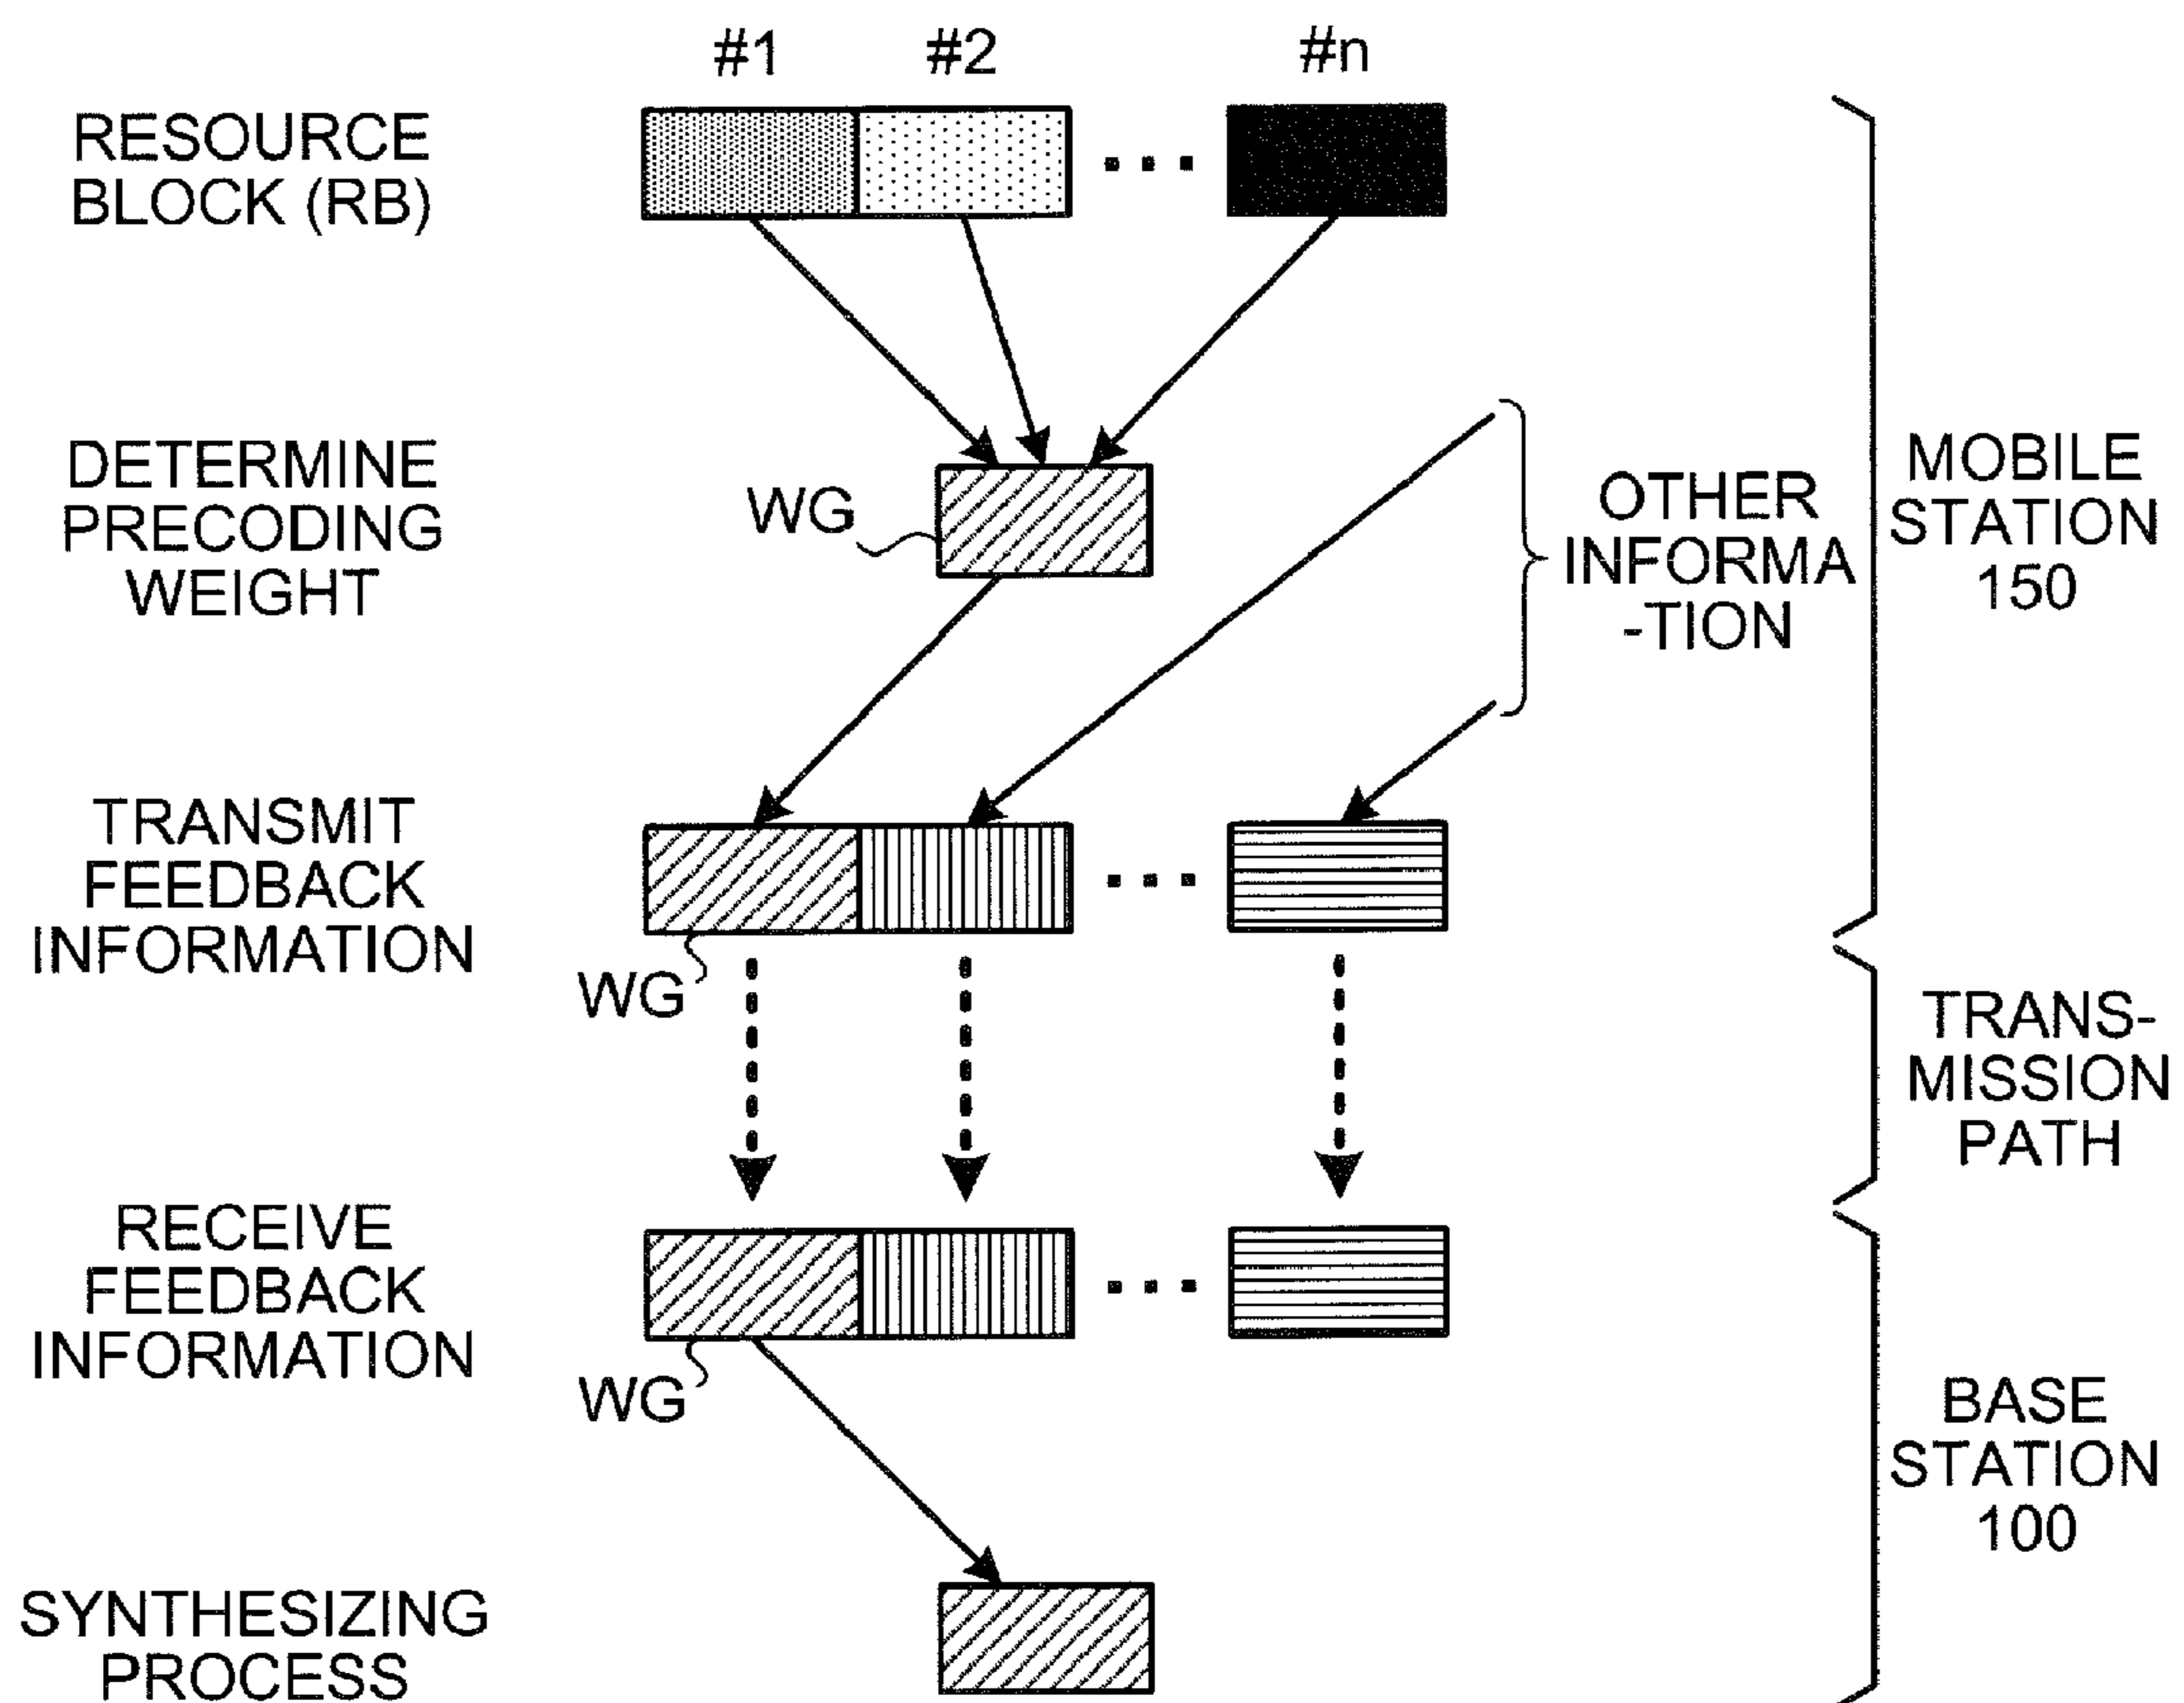 #1 #2 #n
RESOURCE
BLOCK (RB)
DETERMINE
PRECODING
WEIGHT
WG
OTHER
INFORMA
-TION
MOBILE
STATION
150
TRANSMIT
FEEDBACK
INFORMATION
WG
TRANS-
MISSION
PATH
RECEIVE
FEEDBACK
INFORMATION
WG
BASE
STATION
100
SYNTHESIZING
PROCESS